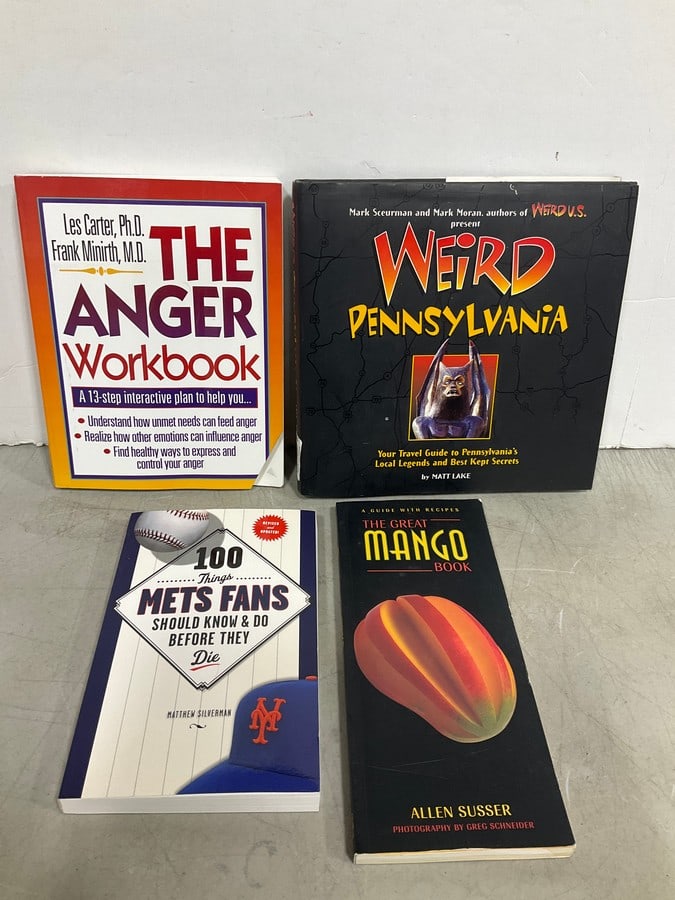 Les Carter, Ph.D.
Frank Minirth, M.D.
THE
ANGER
Workbook
A 13-step interactive plan to help you...
• Understand how unmet needs can feed anger
• Realize how other emotions can influence anger
• Find healthy ways to express and
control your anger
Mark Sceurman and Mark Moran, authors of WEIRD U.S.
present
WEIRD
PENNSYLVANIA
Your Travel Guide to Pennsylvania's
Local Legends and Best Kept Secrets
by MATT LAKE
REVISED
and
UPDATED!
100
Things
METS FANS
SHOULD KNOW & DO
BEFORE THEY
Die
MATTHEW SILVERMAN
NY
A GUIDE WITH RECIPES
THE GREAT
MANGO
BOOK
ALLEN SUSSER
PHOTOGRAPHY BY GREG SCHNEIDER